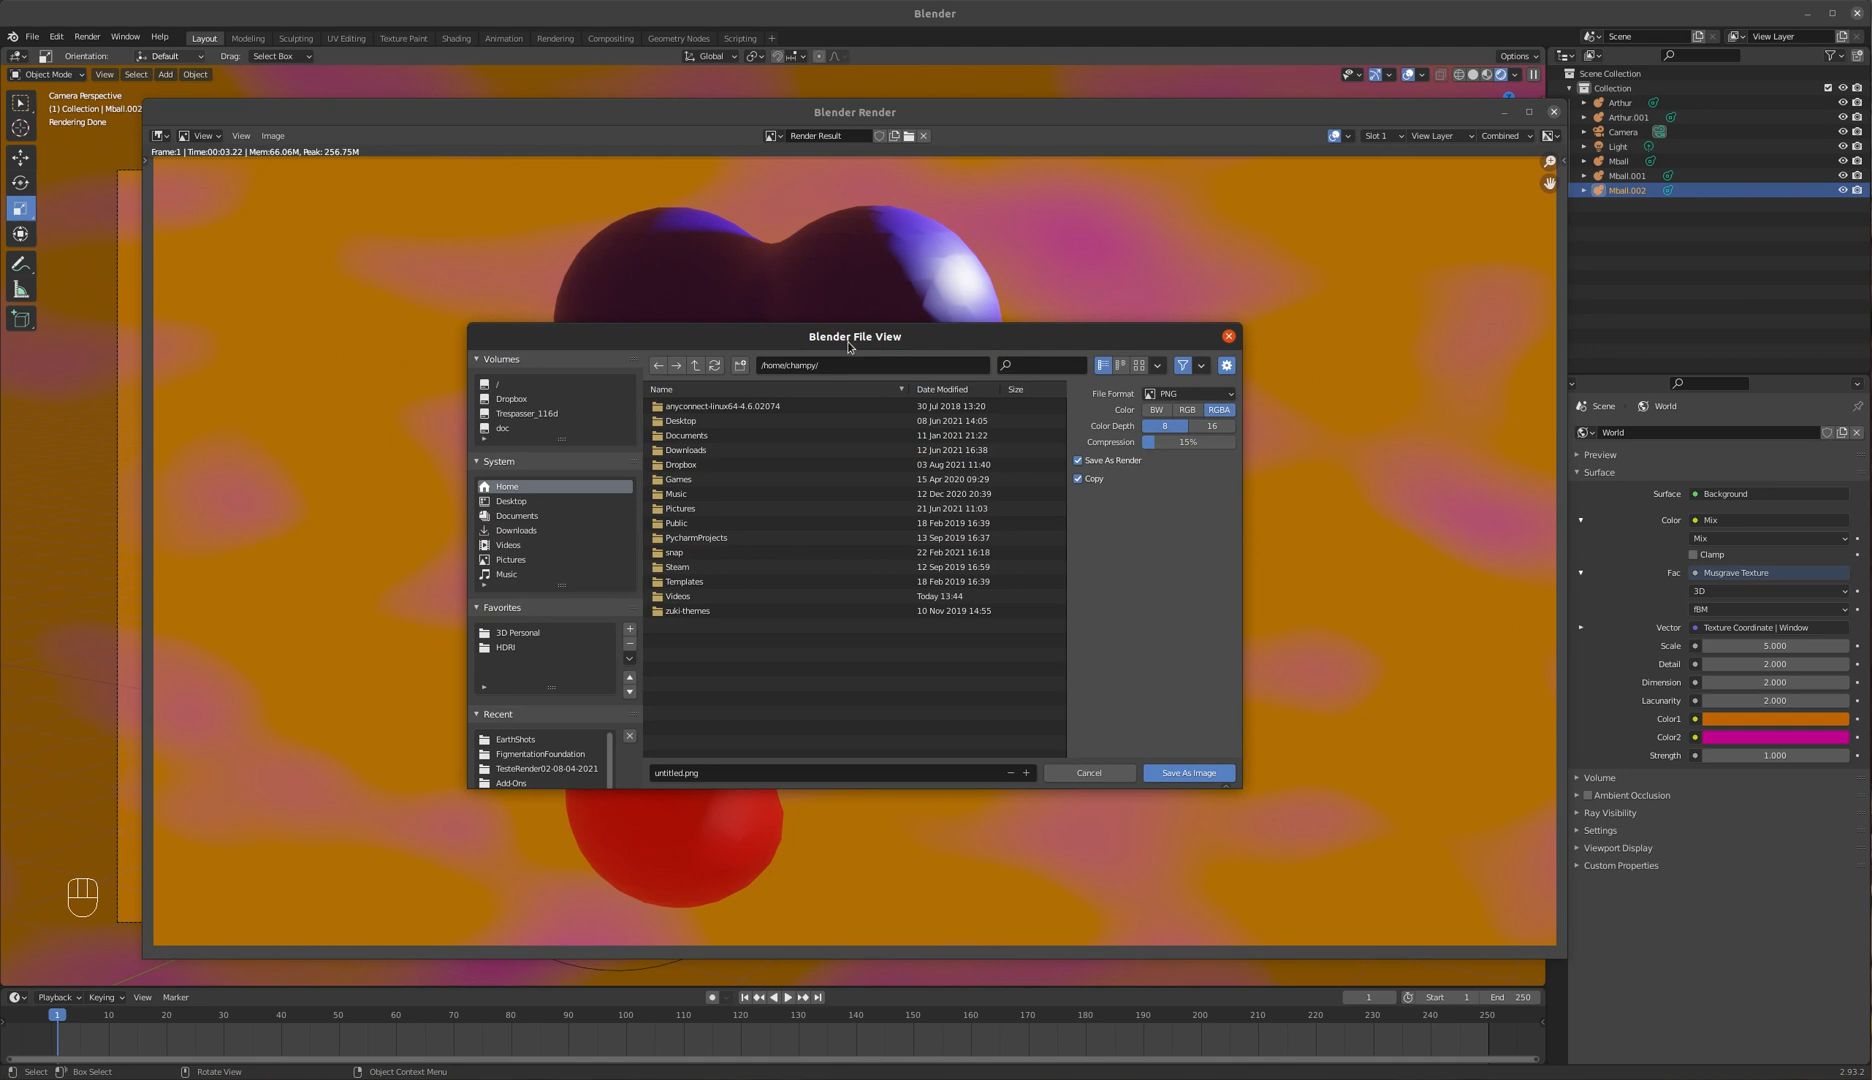 Blender
File Edit Render Window Help Layout Modeling Sculpting UV Editing Texture Paint Shading Animation Rendering Compositing Geometry Nodes Scripting + Scene View Layer
Orientation: Default Drag: Select Box Global Options
Object Mode View Select Add Object
Camera Perspective
(1) Collection | Mball.002
Rendering Done
Blender Render
View View Image Render Result Slot 1 View Layer Combined
Frame:1 | Time:00:03.22 | Mem:66.06M, Peak: 256.75M
Scene Collection
Collection
Arthur
Arthur.001
Camera
Light
Mball
Mball.001
Mball.002
Blender File View
Volumes
/
Dropbox
Trespasser_116d
doc
System
Home
Desktop
Documents
Downloads
Videos
Pictures
Music
Favorites
3D Personal
HDRI
Recent
EarthShots
FigmentationFoundation
TesteRender02-08-04-2021
Add-Ons
/home/champy/
Name Date Modified Size
anyconnect-linux64-4.6.02074 30 Jul 2018 13:20
Desktop 08 Jun 2021 14:05
Documents 11 Jan 2021 21:22
Downloads 12 Jun 2021 16:38
Dropbox 03 Aug 2021 11:40
Games 15 Apr 2020 09:29
Music 12 Dec 2020 20:39
Pictures 21 Jun 2021 11:03
Public 18 Feb 2019 16:39
PycharmProjects 13 Sep 2019 16:37
snap 22 Feb 2021 16:18
Steam 12 Sep 2019 16:59
Templates 18 Feb 2019 16:39
Videos Today 13:44
zuki-themes 10 Nov 2019 14:55
File Format PNG
Color BW RGB RGBA
Color Depth 8 16
Compression 15%
Save As Render
Copy
untitled.png Cancel Save As Image
Scene World
World
Preview
Surface
Surface Background
Color Mix
Mix
Clamp
Fac Musgrave Texture
3D
fBM
Vector Texture Coordinate | Window
Scale 5.000
Detail 2.000
Dimension 2.000
Lacunarity 2.000
Color1
Color2
Strength 1.000
Volume
Ambient Occlusion
Ray Visibility
Settings
Viewport Display
Custom Properties
Playback Keying View Marker 1 Start 1 End 250
1 10 20 30 40 50 60 70 80 90 100 110 120 130 140 150 160 170 180 190 200 210 220 230 240 250
Select Box Select Rotate View Object Context Menu 2.93.2